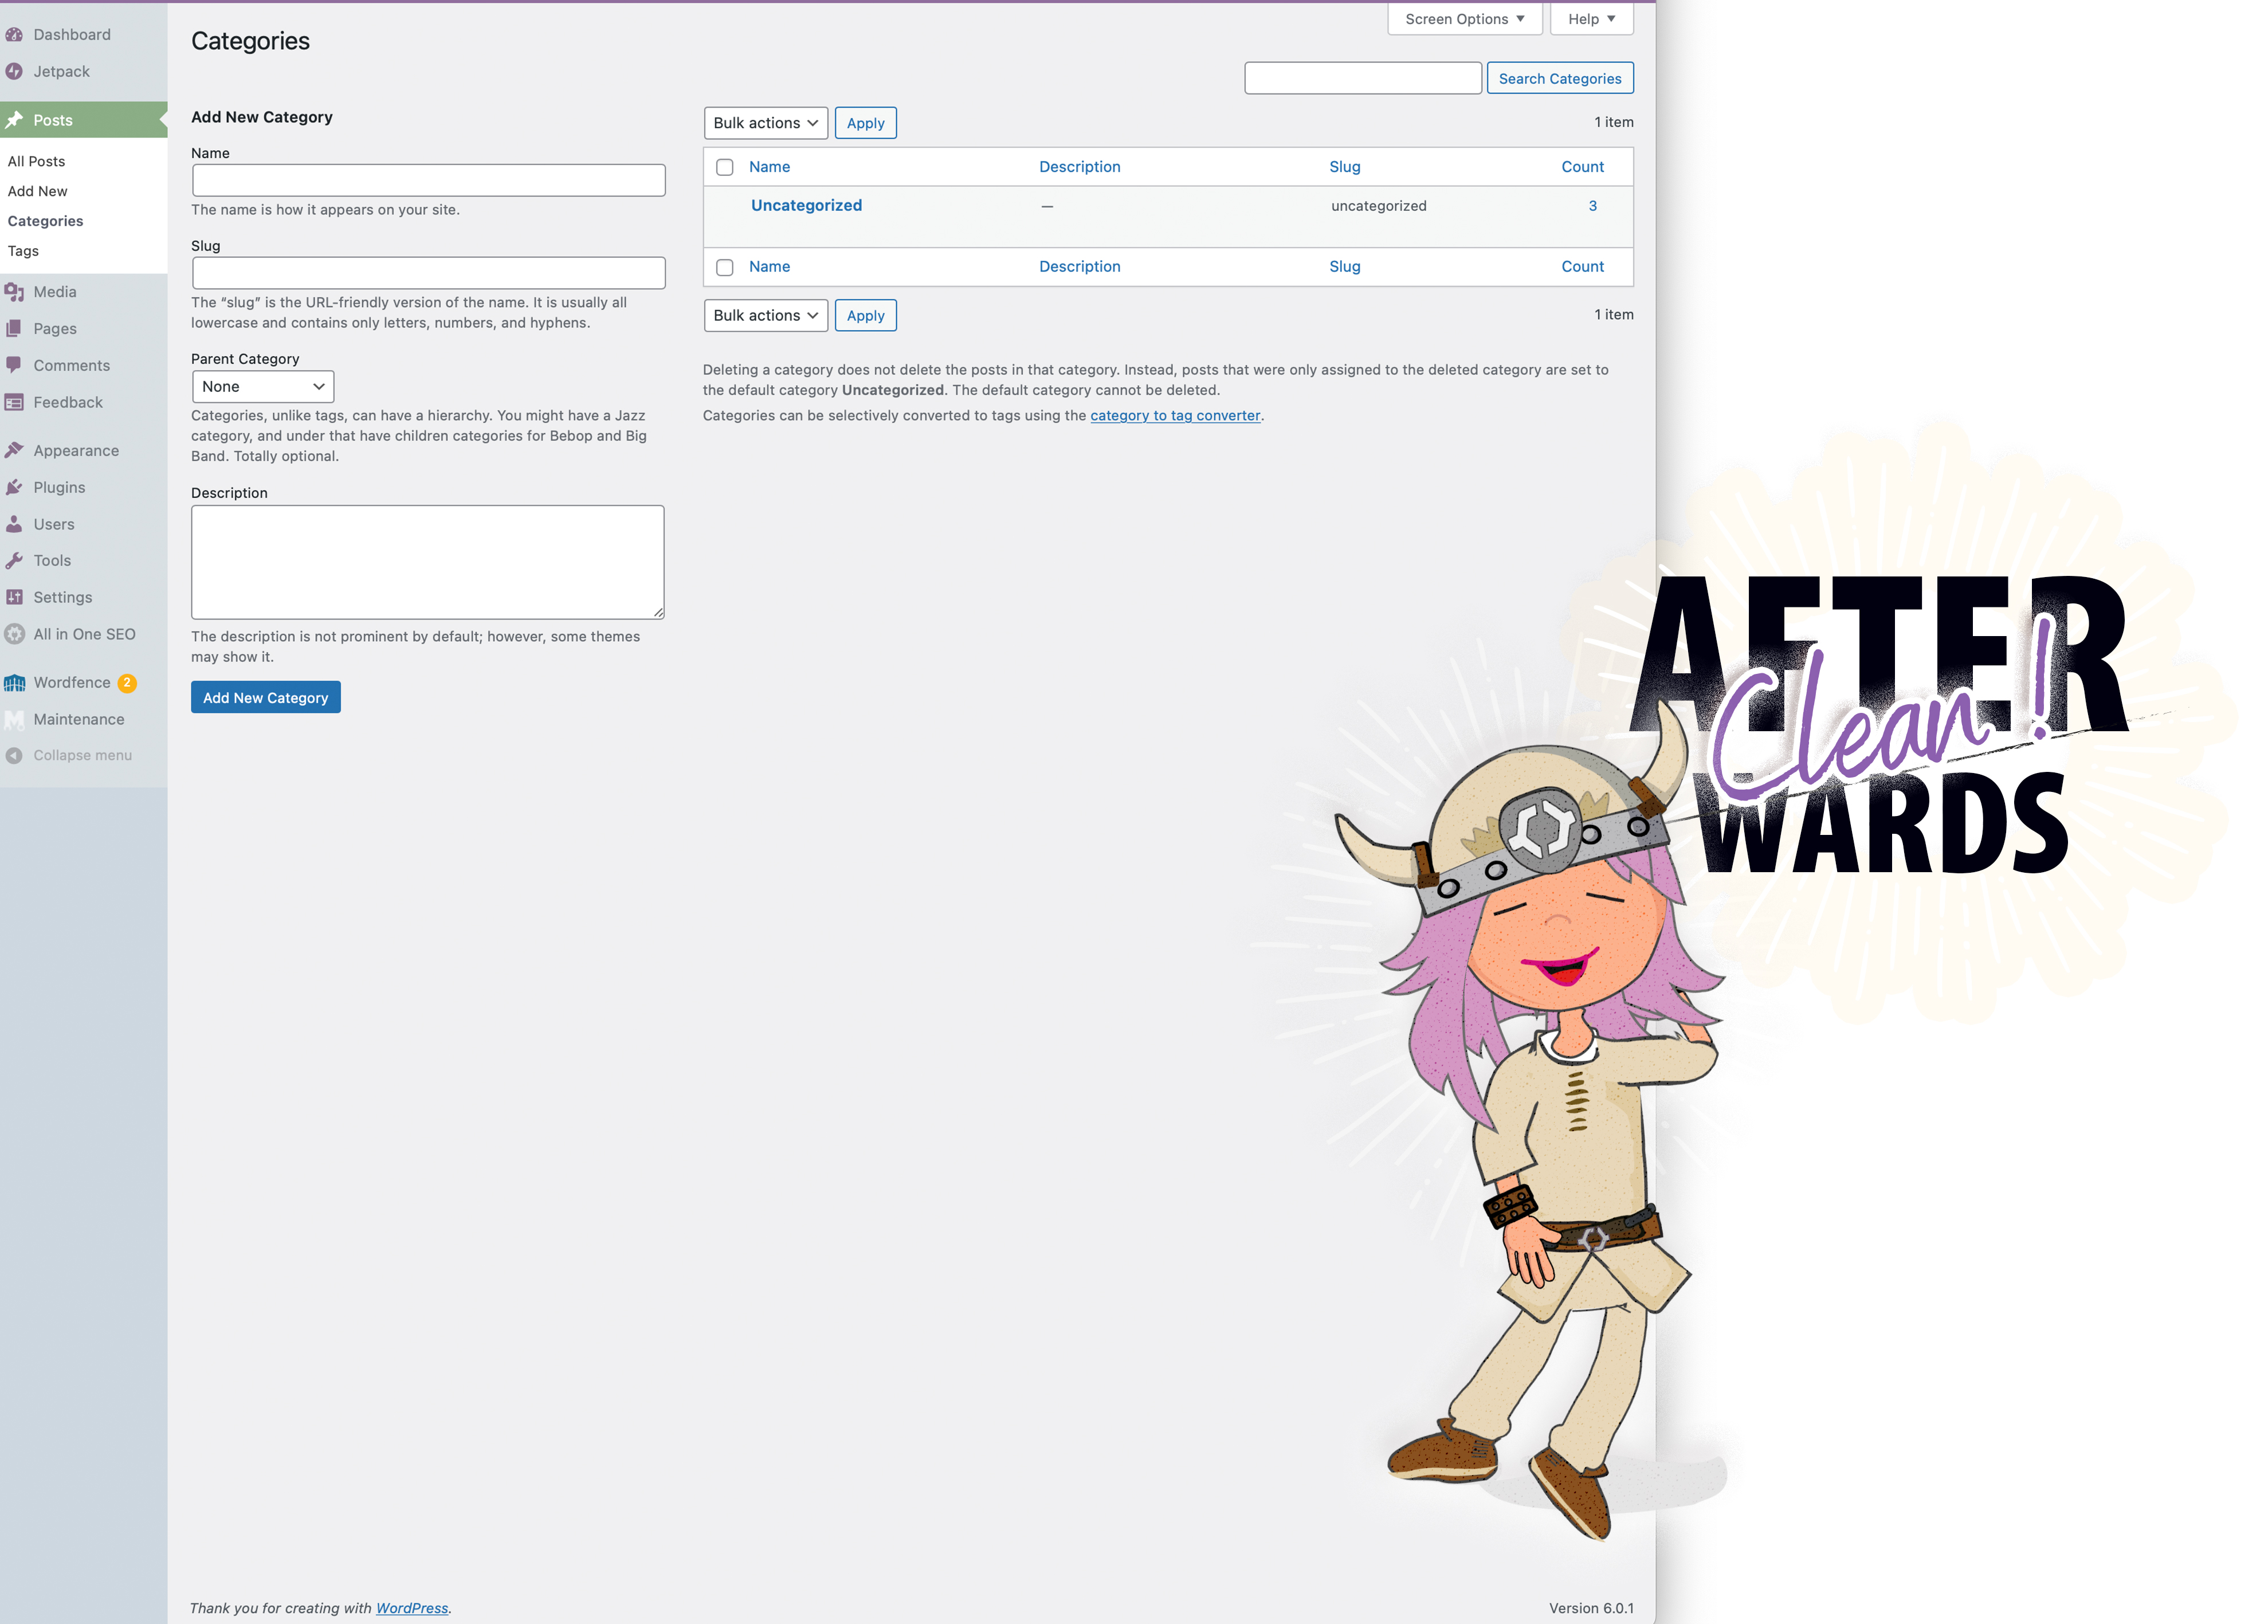 Dashboard
Jetpack
Posts
All Posts
Add New
Categories
Tags
Media
Pages
Comments
Feedback
Appearance
Plugins
Users
Tools
Settings
All in One SEO
Wordfence 2
Maintenance
Collapse menu
Screen Options ▼ Help ▼
Categories
Search Categories
Add New Category
Name
The name is how it appears on your site.
Slug
The “slug” is the URL-friendly version of the name. It is usually all
lowercase and contains only letters, numbers, and hyphens.
Parent Category
None
Categories, unlike tags, can have a hierarchy. You might have a Jazz
category, and under that have children categories for Bebop and Big
Band. Totally optional.
Description
The description is not prominent by default; however, some themes
may show it.
Add New Category
Bulk actions Apply 1 item
Name Description Slug Count
Uncategorized — uncategorized 3
Name Description Slug Count
Bulk actions Apply 1 item
Deleting a category does not delete the posts in that category. Instead, posts that were only assigned to the deleted category are set to
the default category Uncategorized. The default category cannot be deleted.
Categories can be selectively converted to tags using the category to tag converter.
AFTER
Clean!
WARDS
Thank you for creating with WordPress.
Version 6.0.1